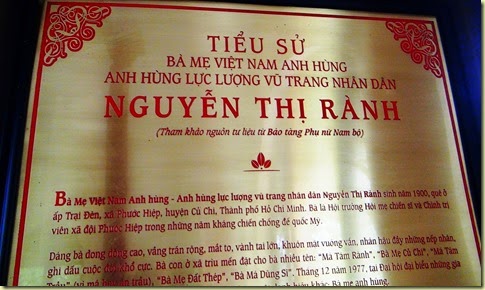 TIỂU SỬ
BÀ MẸ VIỆT NAM ANH HÙNG
ANH HÙNG LỰC LƯỢNG VŨ TRANG NHÂN DÂN
NGUYỄN THỊ RÀNH
(Tham khảo nguồn tư liệu từ Bảo tàng Phụ nữ Nam bộ)
Bà Mẹ Việt Nam Anh hùng - Anh hùng lực lượng vũ trang nhân dân Nguyễn Thị Rành sinh năm 1900, quê ở
ấp Trại Đèn, xã Phước Hiệp, huyện Củ Chi, Thành phố Hồ Chí Minh. Bà là Hội trưởng Hội mẹ chiến sĩ và Chính trị
viên xã đội Phước Hiệp trong những năm kháng chiến chống đế quốc Mỹ.
Dáng bà dong dỏng cao, vầng trán rộng, mắt to, vành tai lớn, khuôn mặt vuông vắn, nhân hậu đầy những nếp nhăn,
ghi dấu cuộc đời khổ cực. Bà con ở xã trìu mến đặt cho bà nhiều tên: "Má Tám Rành", "Bà Mẹ Củ Chi", "Má Tám
"Bà Mẹ Đất Thép", "Bà Má Dũng Sĩ". Tháng 12 năm 1977, tại Đại hội đại biểu những gia
Bà mẹ anh hùng.